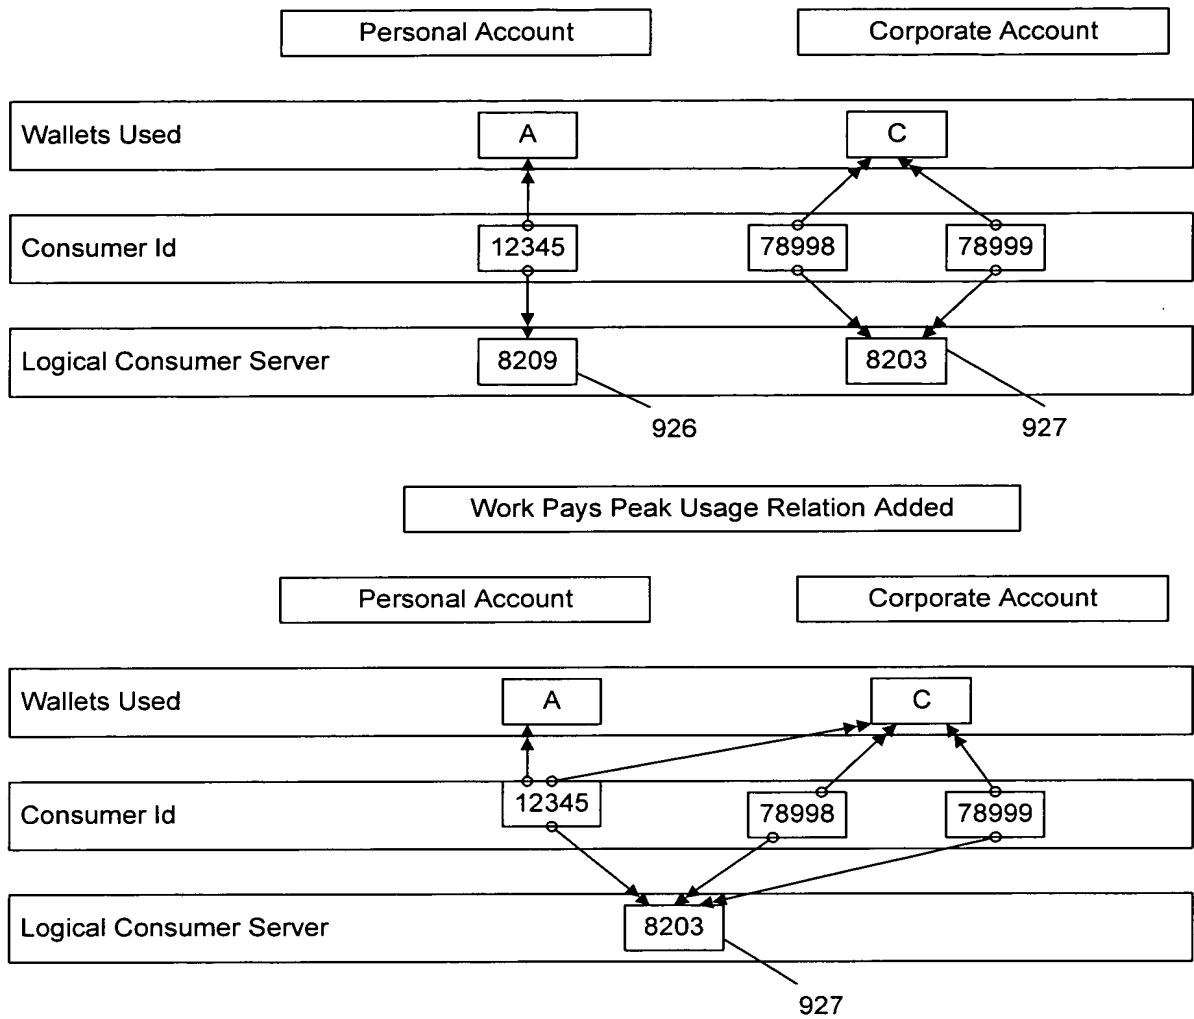 Personal Account Corporate Account
Wallets Used A C
Consumer Id 12345 78998 78999
Logical Consumer Server 8209 8203
926 927
Work Pays Peak Usage Relation Added
Personal Account Corporate Account
Wallets Used A C
Consumer Id 12345 78998 78999
Logical Consumer Server 8203
927